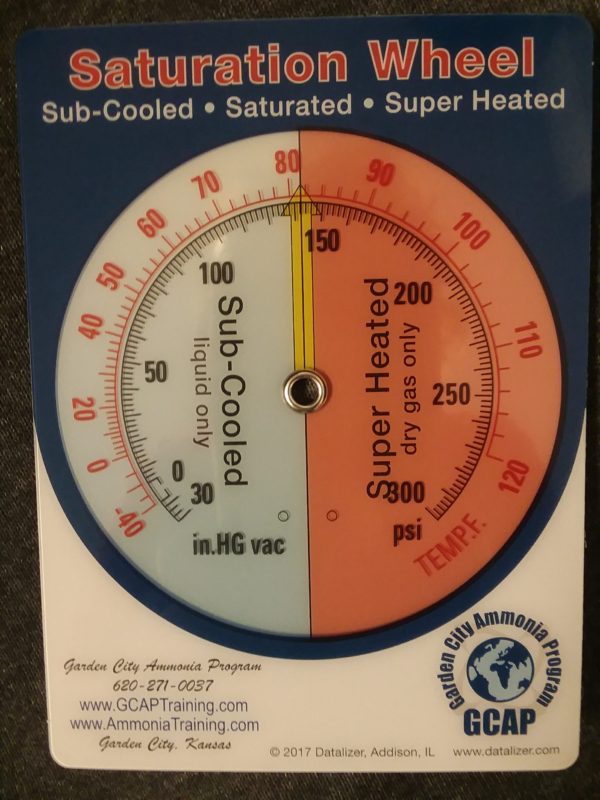 Saturation Wheel
Sub-Cooled • Saturated • Super Heated
-40
0
20
40
50
60
70
80
90
100
110
120
TEMP.F.
30
0
50
100
150
200
250
300
in.HG vac
psi
Sub-Cooled
liquid only
Super Heated
dry gas only
Garden City Ammonia Program
620-271-0037
www.GCAPTraining.com
www.AmmoniaTraining.com
Garden City, Kansas
© 2017 Datalizer, Addison, IL
www.datalizer.com
Garden City Ammonia Program
GCAP